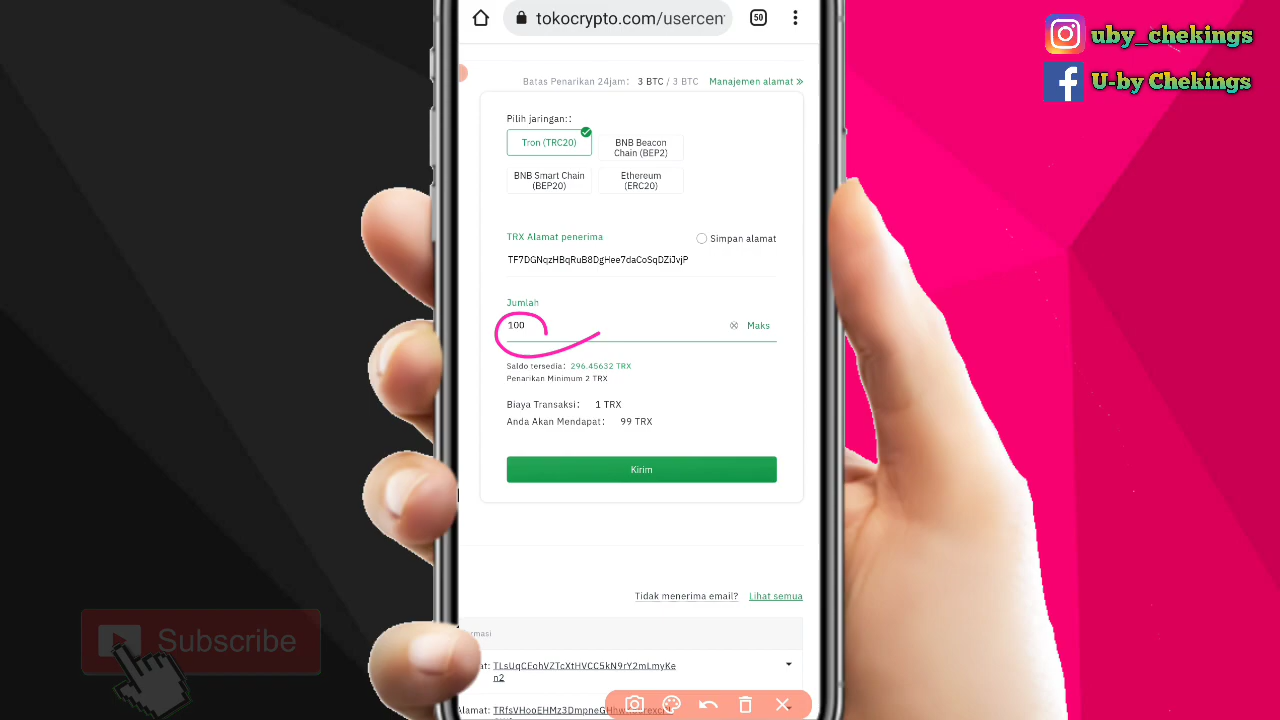 tokocrypto.com/usercen
50
uby_chekings
U-by Chekings
Batas Penarikan 24jam: 3 BTC / 3 BTC Manajemen alamat »
Pilih jaringan::
Tron (TRC20)
BNB Beacon
Chain (BEP2)
BNB Smart Chain
(BEP20)
Ethereum
(ERC20)
TRX Alamat penerima
Simpan alamat
TF7DGNqzHBqRuB8DgHee7daCoSqDZiJvjP
Jumlah
100
Maks
Saldo tersedia: 296.45632 TRX
Penarikan Minimum 2 TRX
Biaya Transaksi: 1 TRX
Anda Akan Mendapat: 99 TRX
Kirim
Tidak menerima email? Lihat semua
Subscribe
TLsUqCEohVZTcXtHVCC5kN9rY2mLmyKe
n2